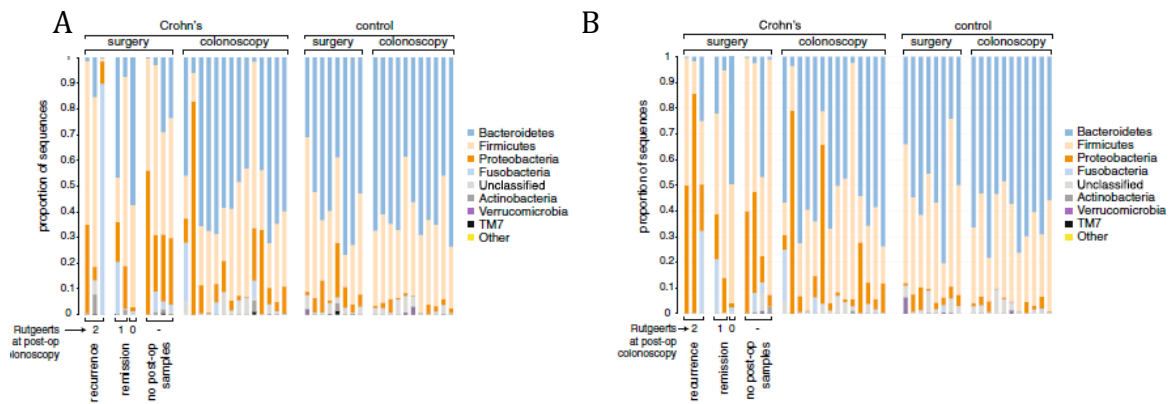 A
Crohn's
control
surgery
colonoscopy
surgery
colonoscopy
proportion of sequences
1
0.9
0.8
0.7
0.6
0.5
0.4
0.3
0.2
0.1
0
Bacteroidetes
Firmicutes
Proteobacteria
Fusobacteria
Unclassified
Actinobacteria
Verrucomicrobia
TM7
Other
Rutgeerts
at post-op
olonoscopy
2
1
0
-
recurrence
remission
no post-op
samples
B
Crohn's
control
surgery
colonoscopy
surgery
colonoscopy
proportion of sequences
1
0.9
0.8
0.7
0.6
0.5
0.4
0.3
0.2
0.1
0
Bacteroidetes
Firmicutes
Proteobacteria
Fusobacteria
Unclassified
Actinobacteria
Verrucomicrobia
TM7
Other
Rutgeerts
at post-op
colonoscopy
2
1
0
-
recurrence
remission
no post-op
samples